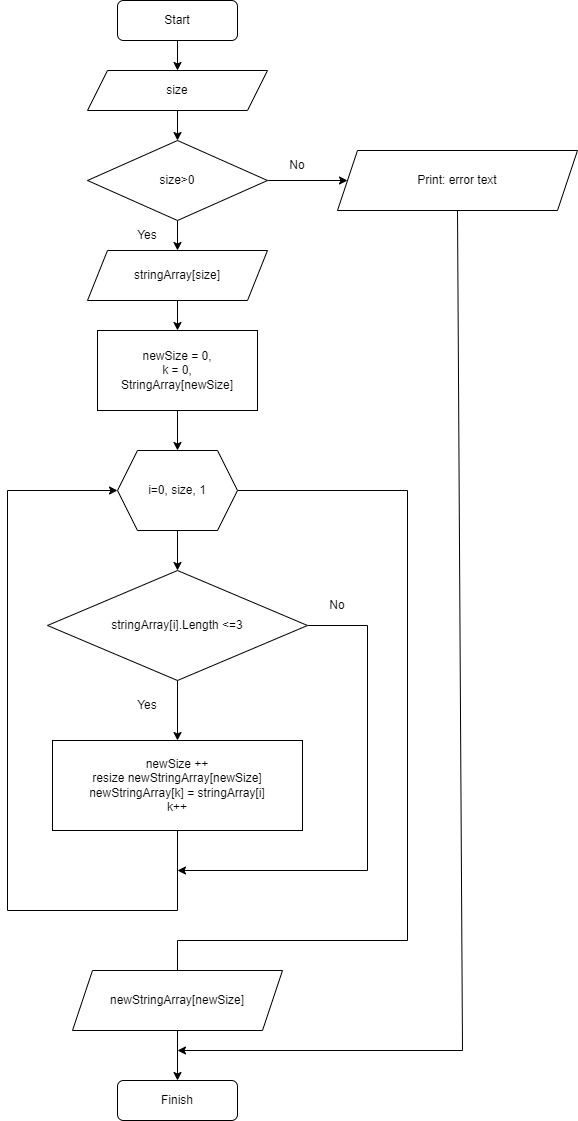 Start
size
size>0
No
Print: error text
Yes
stringArray[size]
newSize = 0,
k = 0,
StringArray[newSize]
i=0, size, 1
stringArray[i].Length <=3
No
Yes
newSize ++
resize newStringArray[newSize]
newStringArray[k] = stringArray[i]
k++
newStringArray[newSize]
Finish